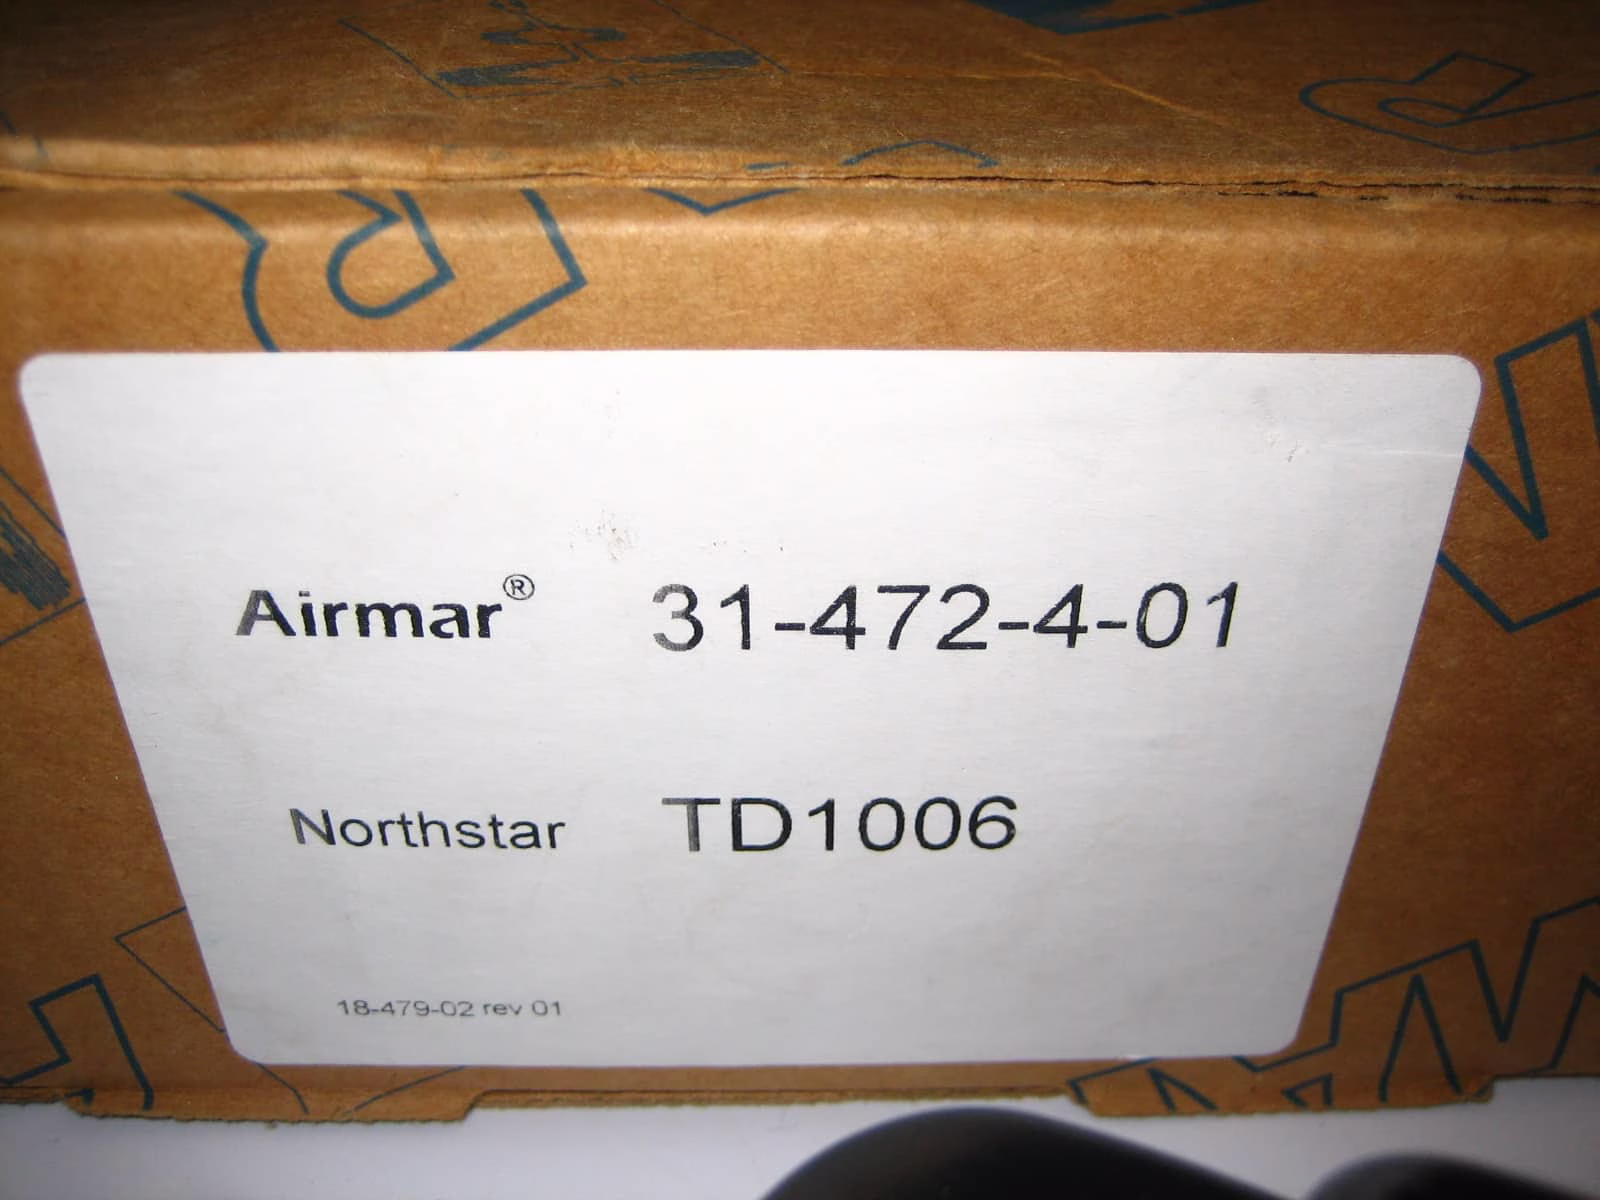 Airmar® 31-472-4-01
Northstar TD1006
18-479-02 rev 01